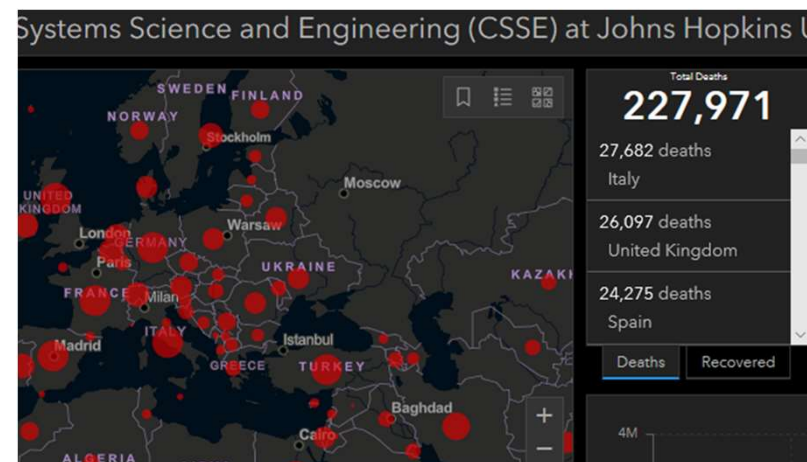 Systems Science and Engineering (CSSE) at Johns Hopkins U
SWEDEN
FINLAND
NORWAY
Stockholm
Moscow
UNITED
KINGDOM
London
Warsaw
GERMANY
Paris
UKRAINE
KAZAKH
FRANCE
Milan
ITALY
Istanbul
Madrid
GREECE
TURKEY
Baghdad
Cairo
ALGERIA
+
−
Total Deaths
227,971
27,682 deaths
Italy
26,097 deaths
United Kingdom
24,275 deaths
Spain
Deaths
Recovered
4M